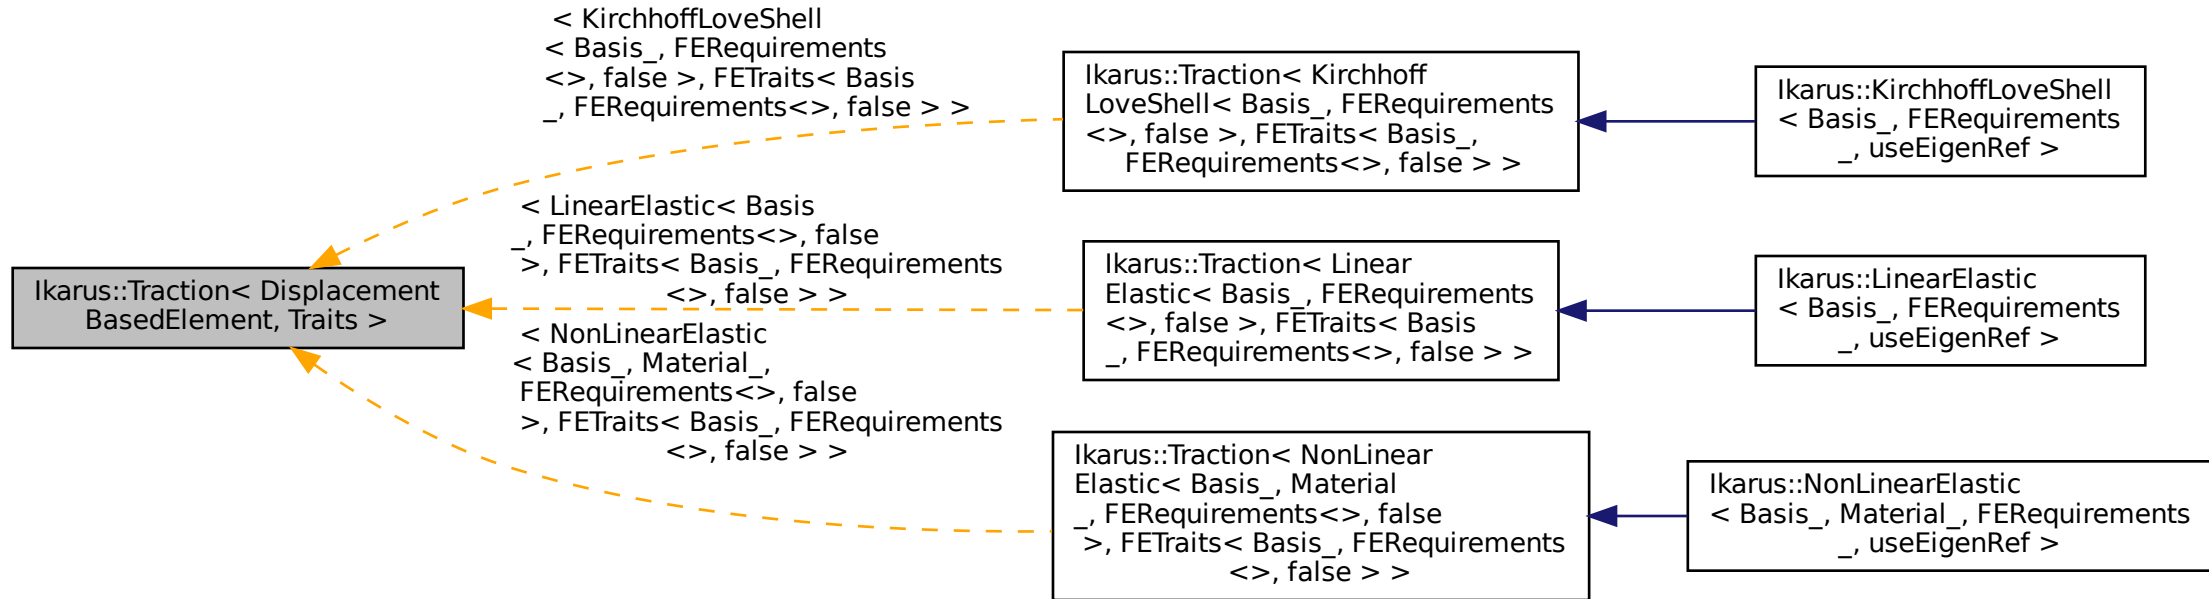 < KirchhoffLoveShell
< Basis_, FERequirements
<>, false >, FETraits< Basis
_, FERequirements<>, false > >
Ikarus::Traction< Kirchhoff
LoveShell< Basis_, FERequirements
<>, false >, FETraits< Basis_,
FERequirements<>, false > >
Ikarus::KirchhoffLoveShell
< Basis_, FERequirements
_, useEigenRef >
< LinearElastic< Basis
_, FERequirements<>, false
>, FETraits< Basis_, FERequirements
<>, false > >
Ikarus::Traction< Linear
Elastic< Basis_, FERequirements
<>, false >, FETraits< Basis
_, FERequirements<>, false > >
Ikarus::LinearElastic
< Basis_, FERequirements
_, useEigenRef >
Ikarus::Traction< Displacement
BasedElement, Traits >
< NonLinearElastic
< Basis_, Material_,
FERequirements<>, false
>, FETraits< Basis_, FERequirements
<>, false > >
Ikarus::Traction< NonLinear
Elastic< Basis_, Material
_, FERequirements<>, false
>, FETraits< Basis_, FERequirements
<>, false > >
Ikarus::NonLinearElastic
< Basis_, Material_, FERequirements
_, useEigenRef >